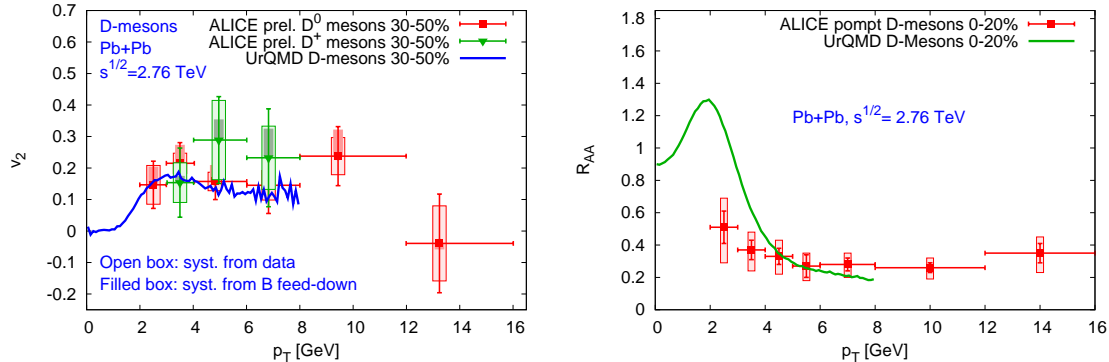 0.7
0.6
0.5
0.4
0.3
0.2
0.1
0
-0.1
-0.2
v2
D-mesons
Pb+Pb
s^1/2=2.76 TeV
ALICE prel. D^0 mesons 30-50%
ALICE prel. D^+ mesons 30-50%
UrQMD D-mesons 30-50%
Open box: syst. from data
Filled box: syst. from B feed-down
0 2 4 6 8 10 12 14 16
pT [GeV]
1.8
1.6
1.4
1.2
1
0.8
0.6
0.4
0.2
0
RAA
ALICE pompt D-mesons 0-20%
UrQMD D-Mesons 0-20%
Pb+Pb, s^1/2= 2.76 TeV
0 2 4 6 8 10 12 14 16
pT [GeV]